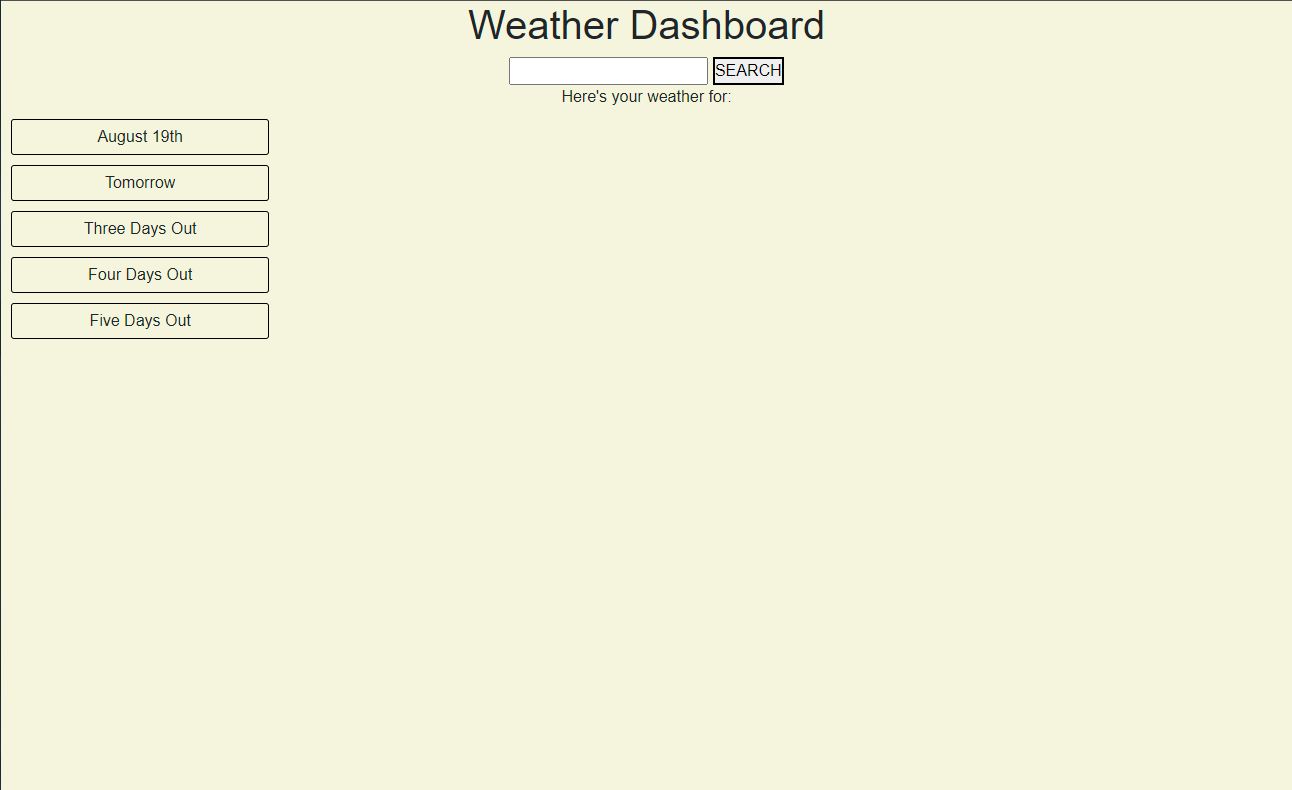 Weather Dashboard
SEARCH
Here's your weather for:
August 19th
Tomorrow
Three Days Out
Four Days Out
Five Days Out